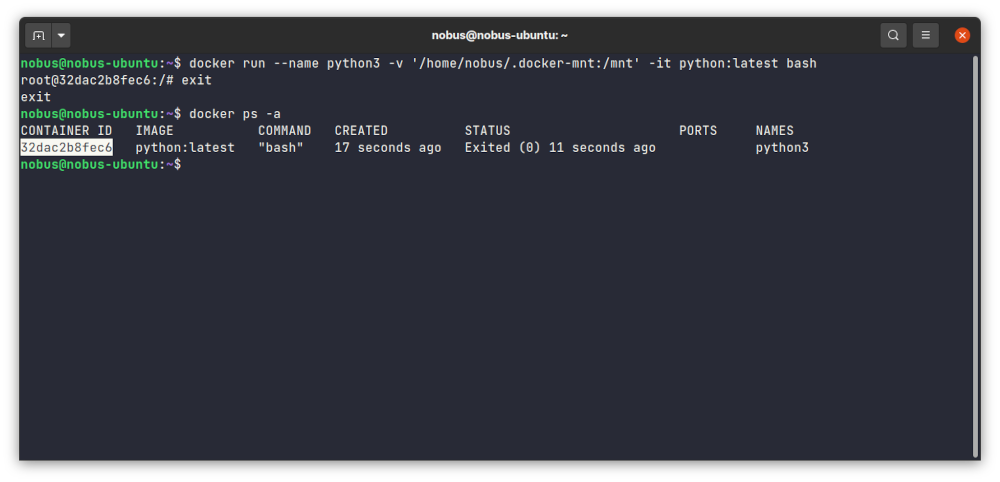 nobus@nobus-ubuntu: ~
nobus@nobus-ubuntu:~$ docker run --name python3 -v '/home/nobus/.docker-mnt:/mnt' -it python:latest bash
root@32dac2b8fec6:/# exit
exit
nobus@nobus-ubuntu:~$ docker ps -a
CONTAINER ID   IMAGE           COMMAND   CREATED          STATUS                      PORTS     NAMES
32dac2b8fec6   python:latest   "bash"    17 seconds ago   Exited (0) 11 seconds ago             python3
nobus@nobus-ubuntu:~$